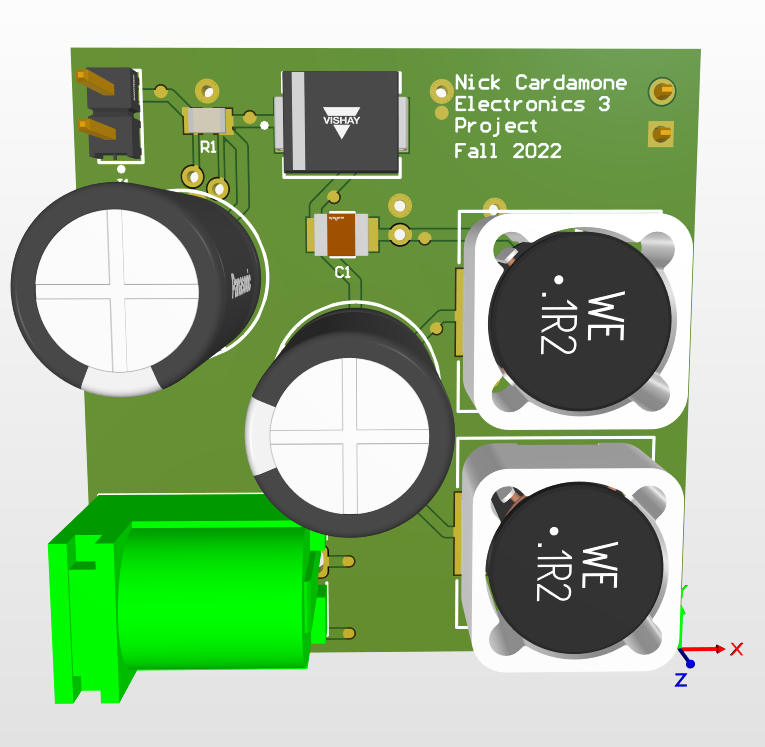 Nick Cardamone
Electronics 3
Project
Fall 2022
VISHAY
R1
C1
Panasonic
WE
.1R2
WE
.1R2
X
Y
Z